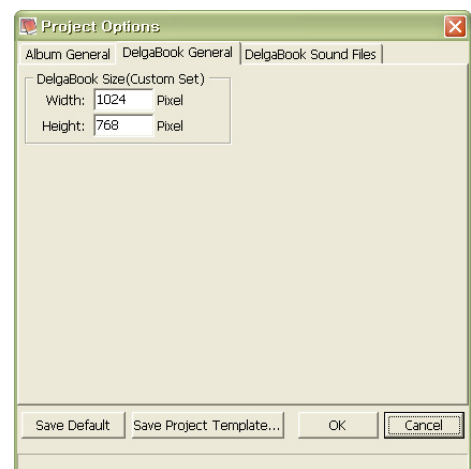 Project Options
Album General DelgaBook General DelgaBook Sound Files
DelgaBook Size(Custom Set)
Width: 1024 Pixel
Height: 768 Pixel
Save Default Save Project Template... OK Cancel